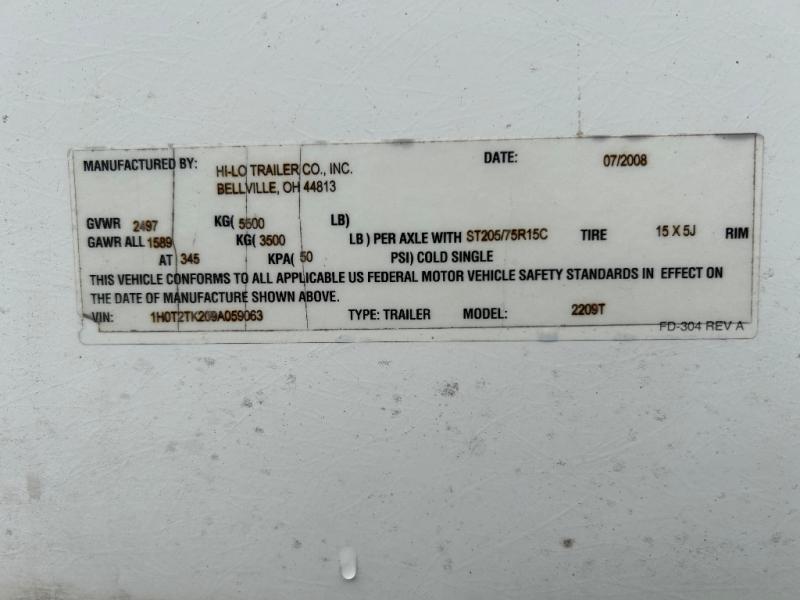 MANUFACTURED BY: HI-LO TRAILER CO., INC. DATE: 07/2008
BELLVILLE, OH 44813
GVWR 2497 KG( 5500 LB)
GAWR ALL 1589 KG( 3500 LB ) PER AXLE WITH ST205/75R15C TIRE 15 X 5J RIM
AT 345 KPA( 50 PSI) COLD SINGLE
THIS VEHICLE CONFORMS TO ALL APPLICABLE US FEDERAL MOTOR VEHICLE SAFETY STANDARDS IN EFFECT ON
THE DATE OF MANUFACTURE SHOWN ABOVE.
VIN: 1H0T2TK209A059063 TYPE: TRAILER MODEL: 2209T
FD-304 REV A